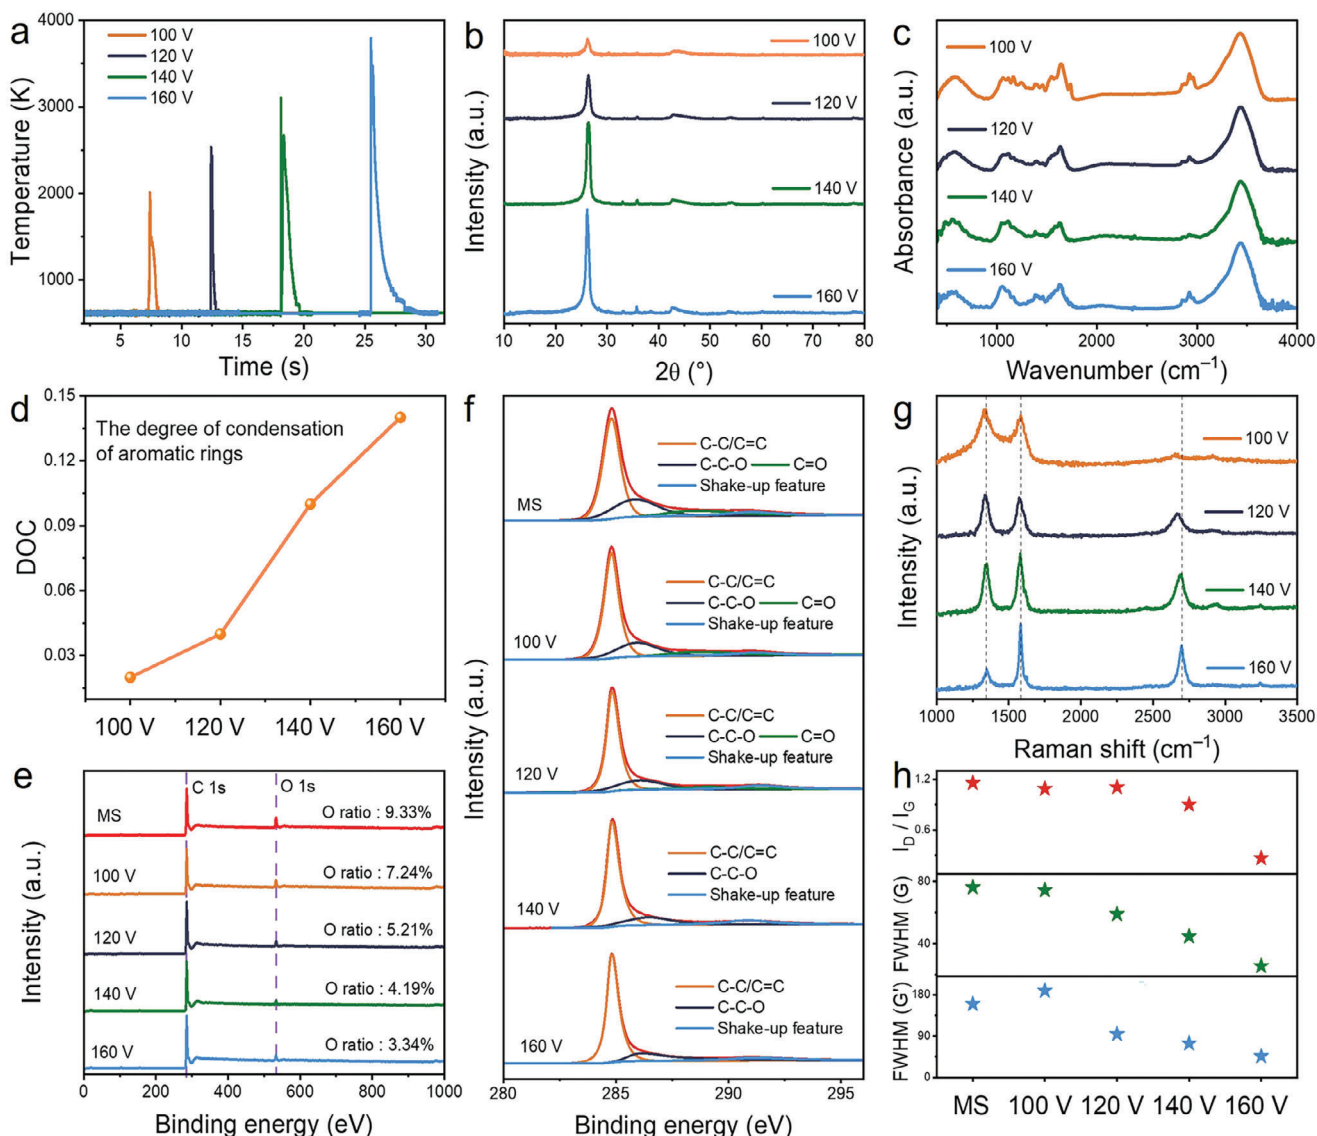 a
4000
3000
2000
1000
Temperature (K)
100 V
120 V
140 V
160 V
5
10
15
20
25
30
Time (s)
b
Intensity (a.u.)
100 V
120 V
140 V
160 V
10
20
30
40
50
60
70
80
2θ (°)
c
Absorbance (a.u.)
100 V
120 V
140 V
160 V
1000
2000
3000
4000
Wavenumber (cm⁻¹)
d
0.15
0.12
0.09
0.06
0.03
DOC
The degree of condensation
of aromatic rings
100 V
120 V
140 V
160 V
e
Intensity (a.u.)
C 1s
O 1s
MS
O ratio : 9.33%
100 V
O ratio : 7.24%
120 V
O ratio : 5.21%
140 V
O ratio : 4.19%
160 V
O ratio : 3.34%
0
200
400
600
800
1000
Binding energy (eV)
f
Intensity (a.u.)
MS
C-C/C=C
C-C-O
C=O
Shake-up feature
100 V
C-C/C=C
C-C-O
C=O
Shake-up feature
120 V
C-C/C=C
C-C-O
C=O
Shake-up feature
140 V
C-C/C=C
C-C-O
Shake-up feature
160 V
C-C/C=C
C-C-O
Shake-up feature
280
285
290
295
Binding energy (eV)
g
Intensity (a.u.)
100 V
120 V
140 V
160 V
1000
1500
2000
2500
3000
3500
Raman shift (cm⁻¹)
h
1.2
0.6
I_D / I_G
80
40
FWHM (G)
180
90
0
FWHM (G')
MS
100 V
120 V
140 V
160 V